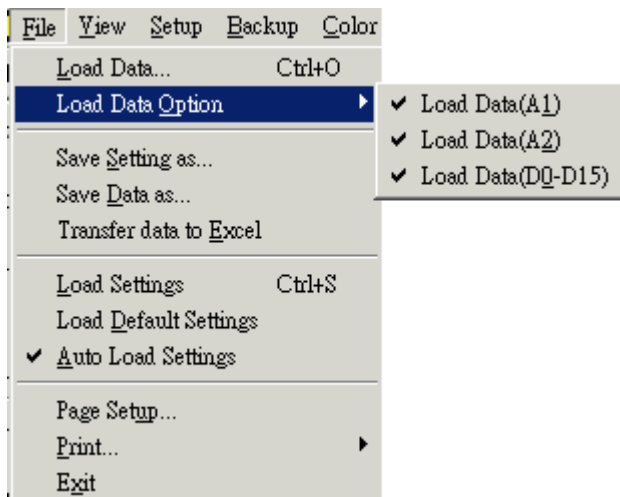 File View Setup Backup Color
Load Data... Ctrl+O
Load Data Option
Load Data(A1)
Load Data(A2)
Load Data(D0-D15)
Save Setting as...
Save Data as...
Transfer data to Excel
Load Settings Ctrl+S
Load Default Settings
Auto Load Settings
Page Setup...
Print...
Exit